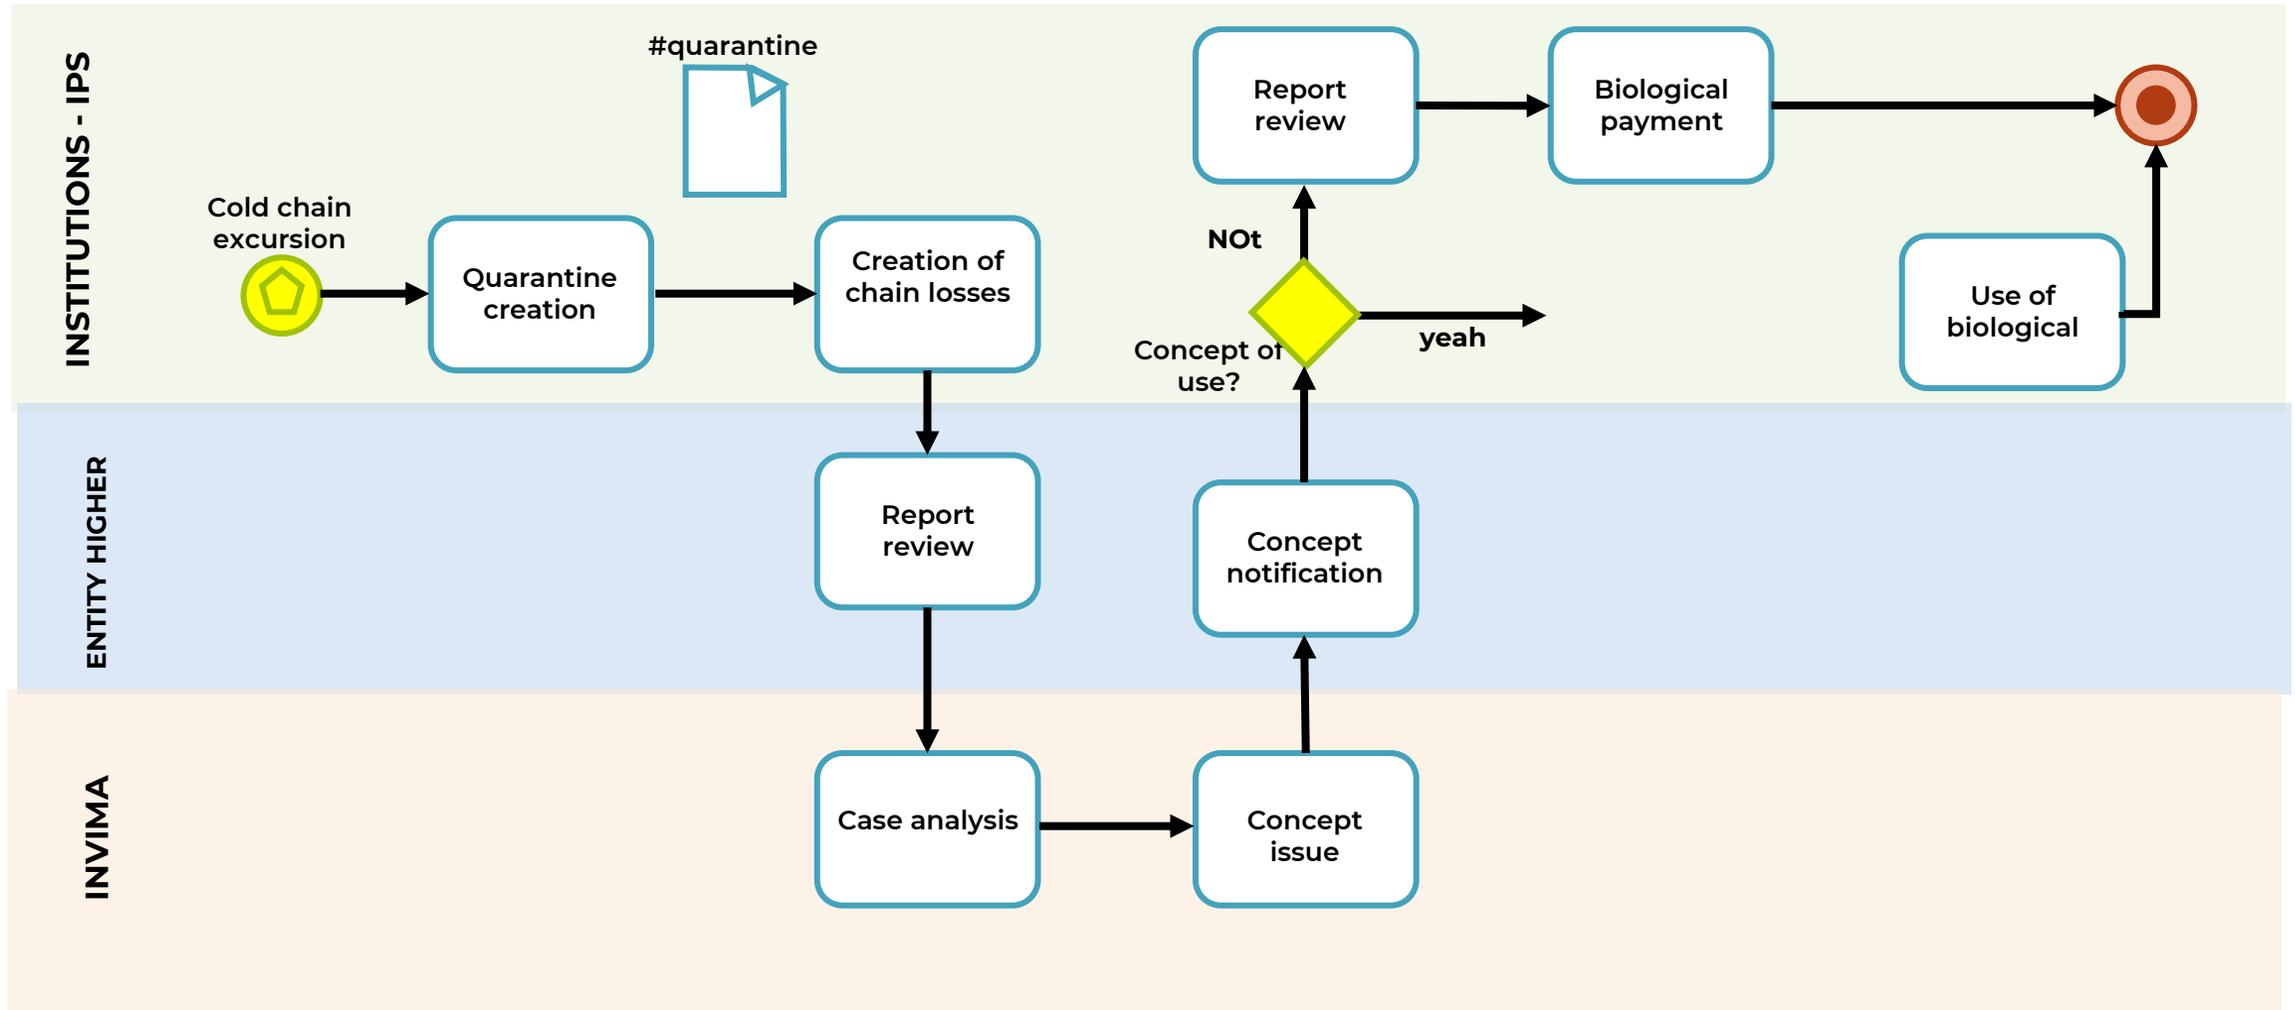 INSTITUTIONS - IPS
Cold chain
excursion
Quarantine
creation
#quarantine
Creation of
chain losses
Report
review
Biological
payment
NOt
yeah
Concept of
use?
Use of
biological
ENTITY HIGHER
Report
review
Concept
notification
INVIMA
Case analysis
Concept
issue